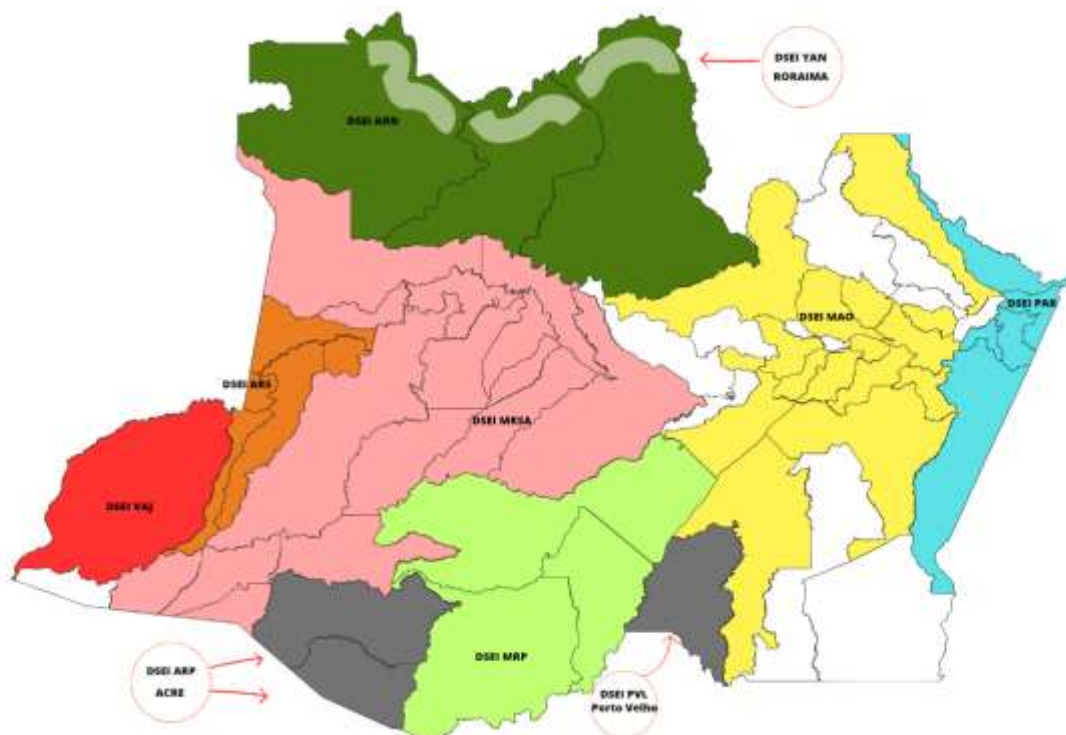 DSEI YAN
RORAIMA
DSEI ARN
DSEI PAR
DSEI MAO
DSEI ARS
DSEI MRSA
DSEI VAJ
DSEI MRP
DSEI ARP
ACRE
DSEI PVL
Porto Velho